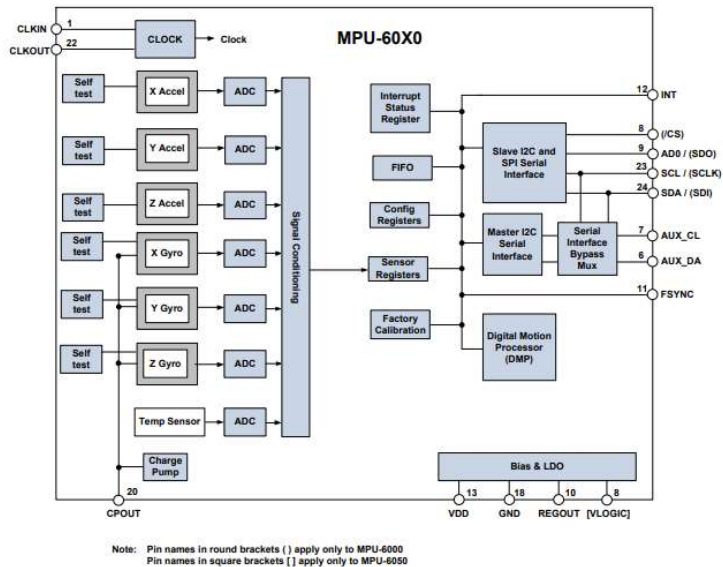 MPU-60X0
CLKIN
1
CLKOUT
22
CLOCK
Clock
Self
test
X Accel
ADC
Self
test
Y Accel
ADC
Self
test
Z Accel
ADC
Self
test
X Gyro
ADC
Self
test
Y Gyro
ADC
Self
test
Z Gyro
ADC
Temp Sensor
ADC
Charge
Pump
20
CPOUT
Signal Conditioning
Interrupt
Status
Register
FIFO
Config
Registers
Sensor
Registers
Factory
Calibration
Slave I2C and
SPI Serial
Interface
Master I2C
Serial
Interface
Serial
Interface
Bypass
Mux
Digital Motion
Processor
(DMP)
12
INT
8
(/CS)
9
AD0 / (SDO)
23
SCL / (SCLK)
24
SDA / (SDI)
7
AUX_CL
6
AUX_DA
11
FSYNC
Bias & LDO
13
VDD
18
GND
10
REGOUT
8
[VLOGIC]
Note: Pin names in round brackets ( ) apply only to MPU-6000
Pin names in square brackets [ ] apply only to MPU-6050